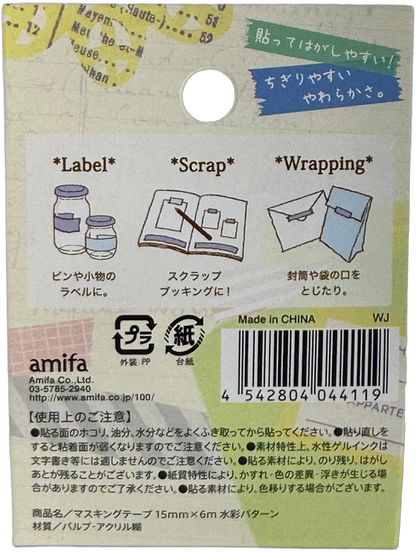 貼ってはがしやすい!
ちぎりやすい
やわらかさ。
*Label* *Scrap* *Wrapping*
ビンや小物の
ラベルに。
スクラップ
ブッキングに!
封筒や袋の口を
とじたり。
Made in CHINA WJ
プラ
外装:PP
紙
台紙
amifa
Amifa Co.,Ltd.
03-5785-2940
http://www.amifa.co.jp/100/
4 542804 044119
【使用上のご注意】
●貼る面のホコリ、油分、水分などをよくふき取ってから貼ってください。●貼り直しを
すると粘着面が弱くなりますのでご注意ください。●素材特性上、水性ゲルインクは
文字書き等には適しませんのでご注意ください。●貼る素材により、のり残り、はがし
あとが残ることがございます。●紙質特性により、かすれ・色の差異・浮きが生じる場
合がありますのでご了承ください。●貼る素材により、色移りする場合がございます。
商品名/マスキングテープ 15mm×6m 水彩パターン
材質/パルプ・アクリル糊